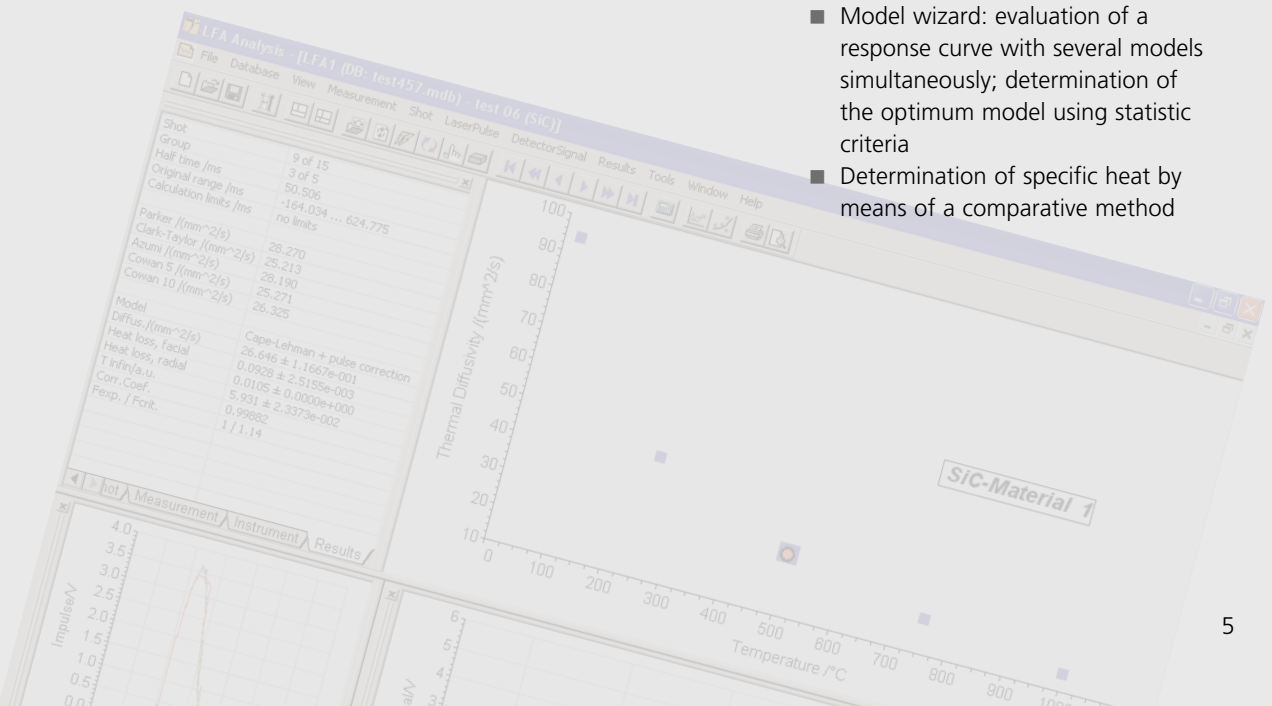 ■ Model wizard: evaluation of a
response curve with several models
simultaneously; determination of
the optimum model using statistic
criteria
■ Determination of specific heat by
means of a comparative method
LFA Analysis - [LFA1 (DB: test457.mdb) - test 06 (SiC)]
File Database View Measurement Shot LaserPulse DetectorSignal Results Tools Window Help
Shot 9 of 15
Group 3 of 5
Half time /ms 50.506
Original range /ms -164.034 ... 624.775
Calculation limits /ms no limits
Parker /(mm^2/s) 28.270
Clark-Taylor /(mm^2/s) 25.213
Azumi /(mm^2/s) 28.190
Cowan 5 /(mm^2/s) 25.271
Cowan 10 /(mm^2/s) 26.325
Model Cape-Lehman + pulse correction
Diffus./(mm^2/s) 26.646 ± 1.1667e-001
Heat loss, facial 0.0928 ± 2.5155e-003
Heat loss, radial 0.0105 ± 0.0000e+000
T infin/a.u. 5.931 ± 2.3373e-002
Corr.Coef. 0.99882
Fexp. / Fcrit. 1 / 1.14
hot Measurement Instrument Results
Thermal Diffusivity /(mm^2/s)
100
90
80
70
60
50
40
30
20
10
0 100 200 300 400 500 600 700 800 900 1000
Temperature /°C
SiC-Material 1
Impulse/V
4.0
3.5
3.0
2.5
2.0
1.5
1.0
0.5
0.0
6
5
4
3
5